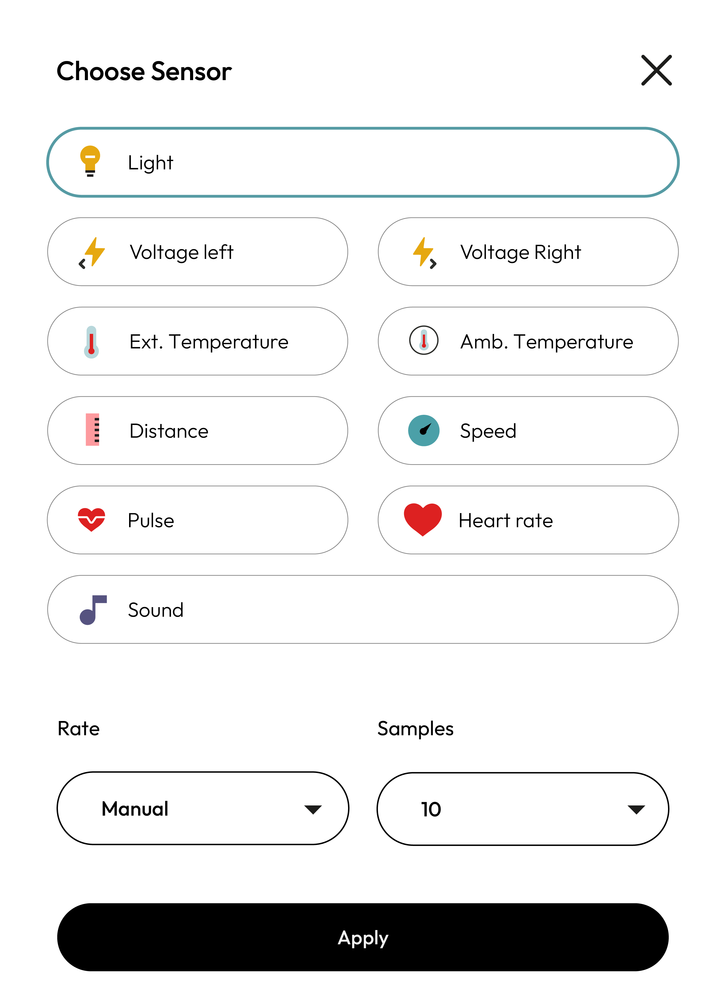 Choose Sensor
Light
Voltage left
Voltage Right
Ext. Temperature
Amb. Temperature
Distance
Speed
Pulse
Heart rate
Sound
Rate
Samples
Manual
10
Apply